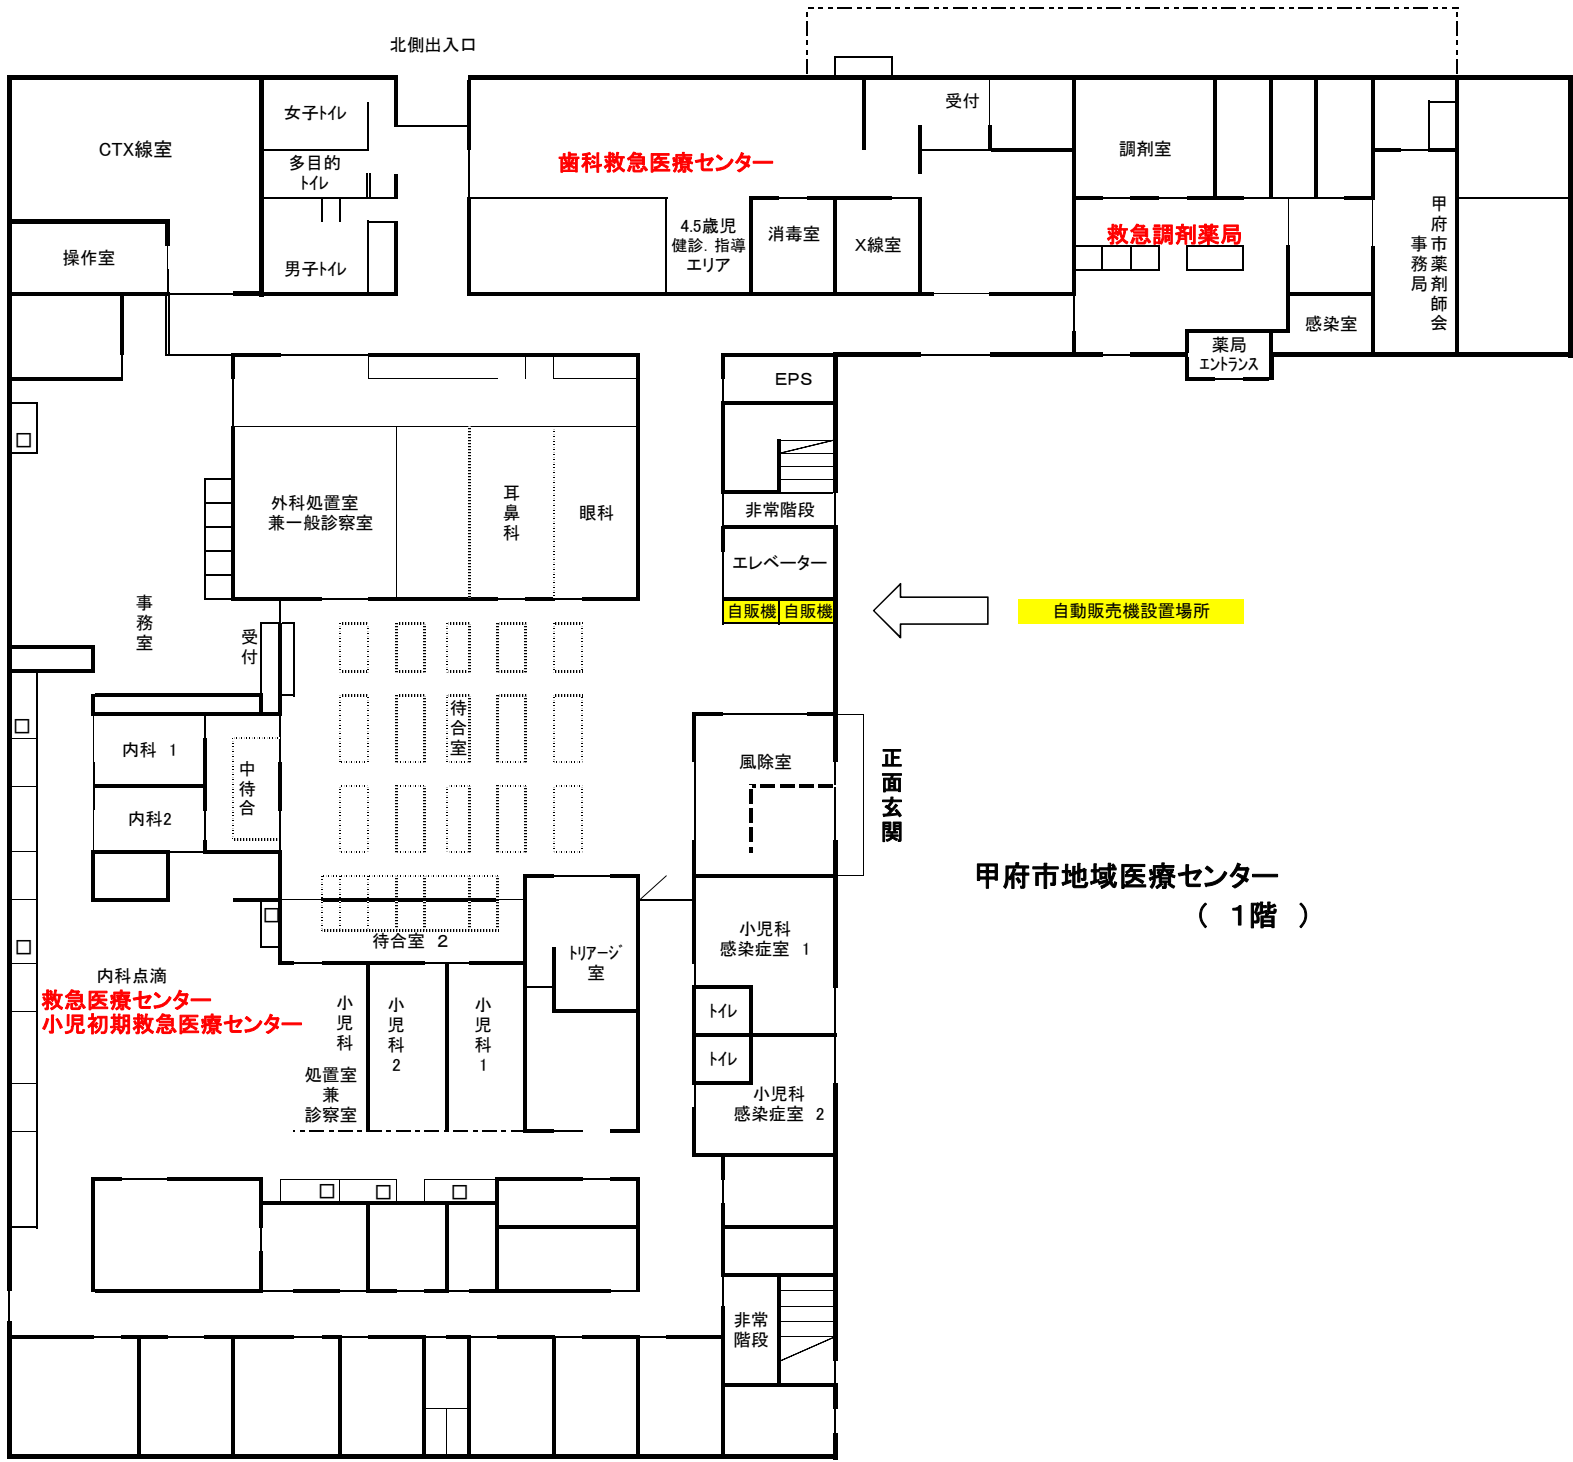 北側出入口
CTX線室
女子トイレ
多目的
トイレ
男子トイレ
操作室
歯科救急医療センター
受付
4.5歳児
健診．指導
エリア
消毒室
X線室
調剤室
救急調剤薬局
甲府市薬剤師会
事務局
感染室
薬局
エントランス
EPS
非常階段
エレベーター
自販機
自販機
自動販売機設置場所
外科処置室
兼一般診察室
耳鼻科
眼科
事務室
受付
待合室
内科　1
内科2
中待合
風除室
正面玄関
甲府市地域医療センター
（　1階　）
待合室　2
トリアージ
室
小児科
感染症室　1
トイレ
トイレ
小児科
感染症室　2
内科点滴
救急医療センター
小児初期救急医療センター
小児科
処置室
兼
診察室
小児科2
小児科1
非常
階段